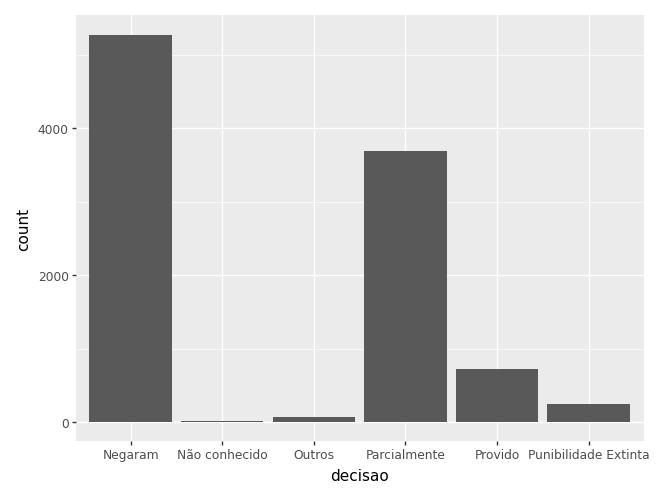 count
4000
2000
0
Negaram Não conhecido Outros Parcialmente Provido Punibilidade Extinta
decisao